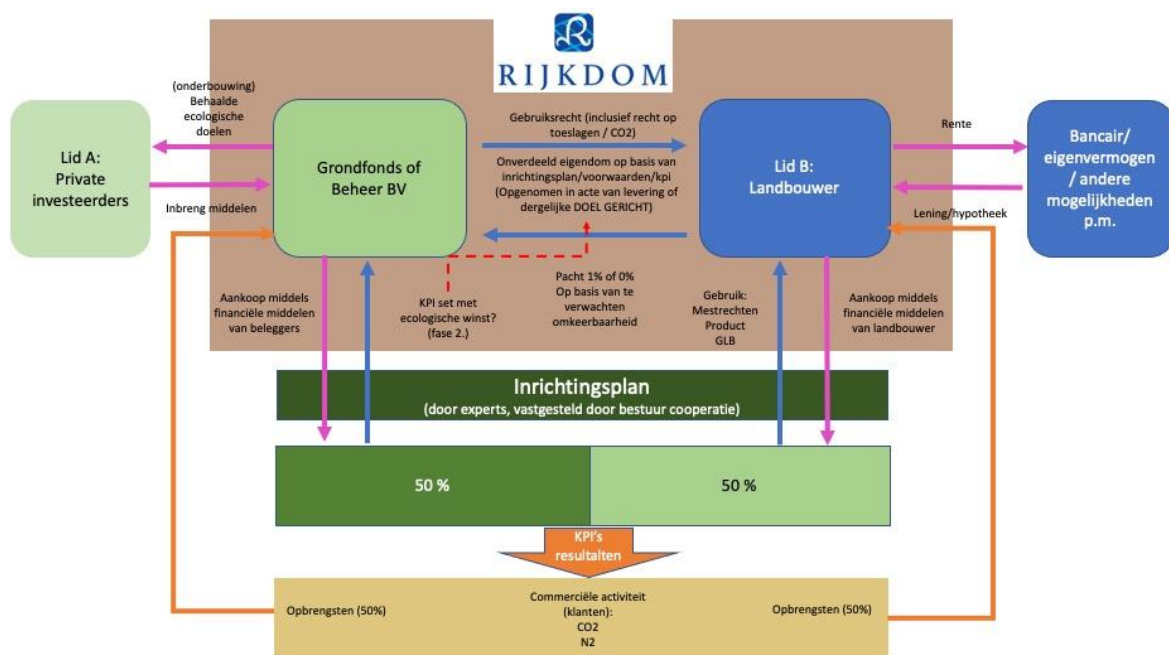 RIJKDOM
(onderbouwing)
Behaalde
ecologische
doelen
Lid A:
Private
investeerders
Inbreng middelen
Grondfonds of
Beheer BV
Gebruiksrecht (inclusief recht op
toeslagen / CO2)
Onverdeeld eigendom op basis van
inrichtingsplan/voorwaarden/kpi
(Opgenomen in acte van levering of
dergelijke DOEL GERICHT)
Lid B:
Landbouwer
Rente
Bancair/
eigenvermogen
/ andere
mogelijkheden
p.m.
Lening/hypotheek
Aankoop middels
financiële middelen
van beleggers
KPI set met
ecologische winst?
(fase 2.)
Pacht 1% of 0%
Op basis van te
verwachten
omkeerbaarheid
Gebruik:
Mestrechten
Product
GLB
Aankoop middels
financiële middelen
van landbouwer
Inrichtingsplan
(door experts, vastgesteld door bestuur cooperatie)
50 %
50 %
KPI's
resultalten
Opbrengsten (50%)
Commerciële activiteit
(klanten):
CO2
N2
Opbrengsten (50%)